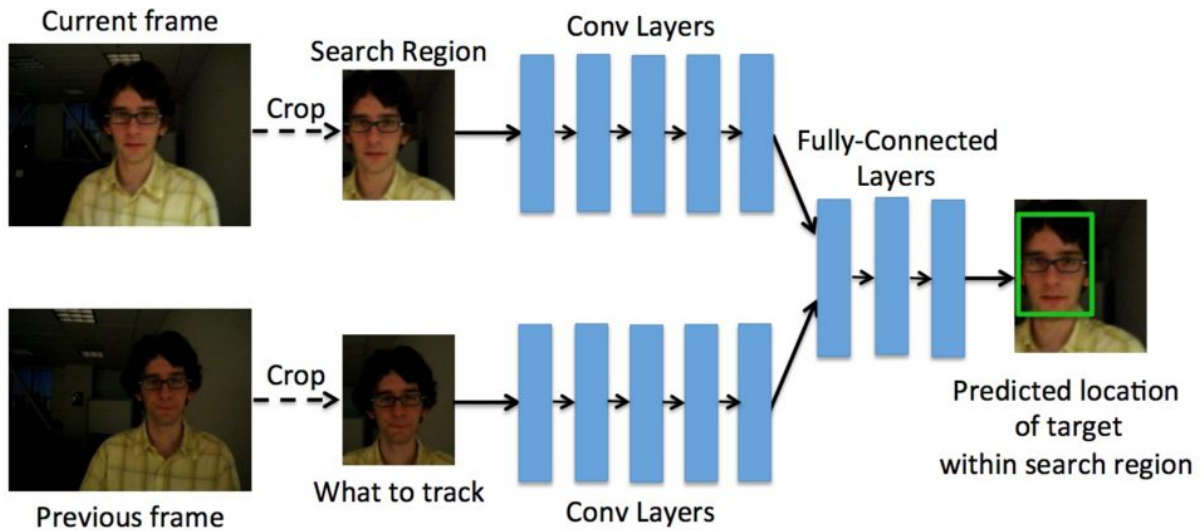 Current frame
Crop
Search Region
Conv Layers
Fully-Connected
Layers
Previous frame
Crop
What to track
Conv Layers
Predicted location
of target
within search region